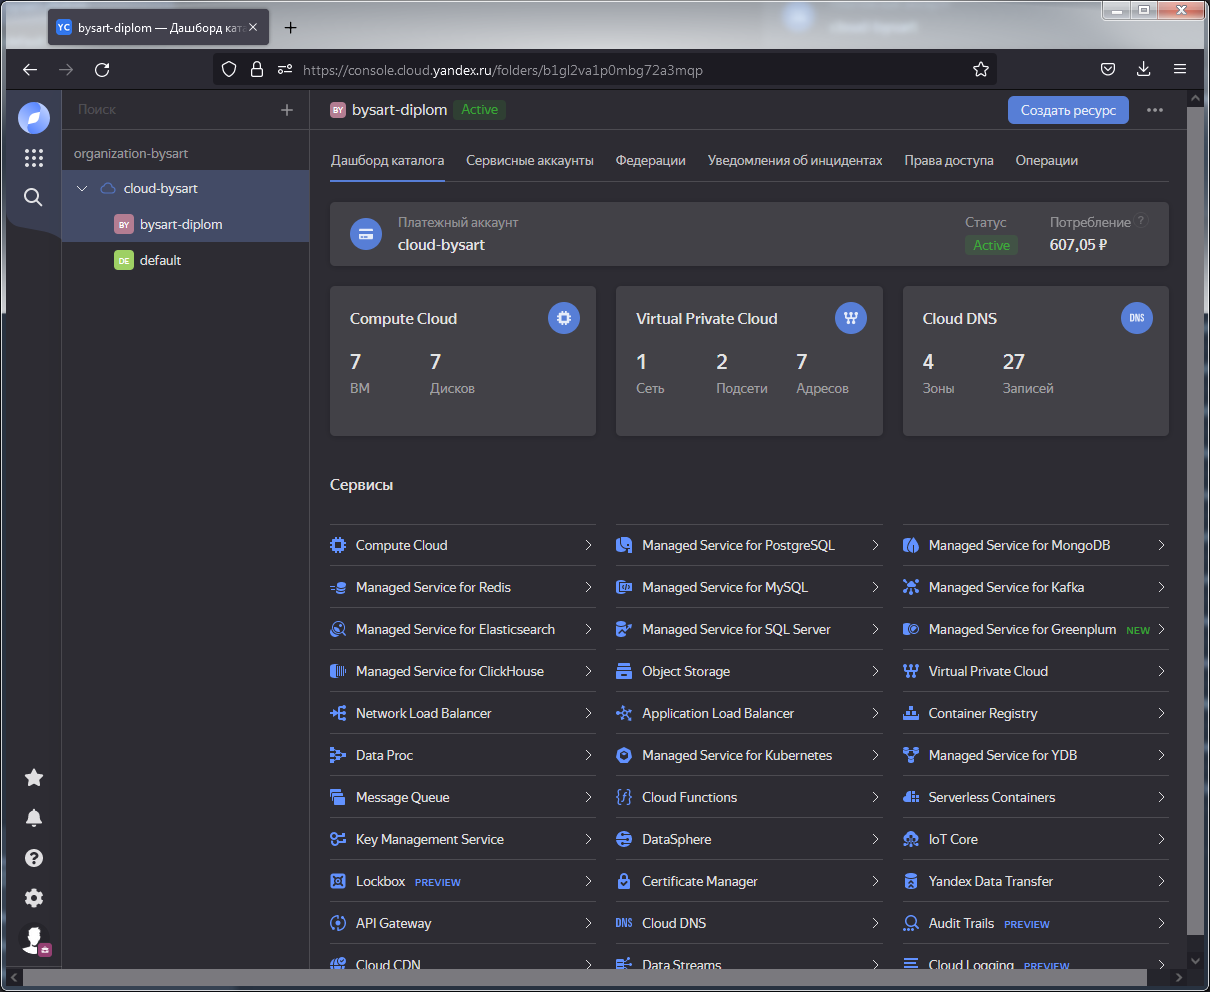 YC bysart-diplom — Дашборд кат
https://console.cloud.yandex.ru/folders/b1gl2va1p0mbg72a3mqp
Поиск
organization-bysart
cloud-bysart
BY bysart-diplom
DE default
BY bysart-diplom Active
Создать ресурс
Дашборд каталога Сервисные аккаунты Федерации Уведомления об инцидентах Права доступа Операции
Платежный аккаунт
cloud-bysart
Статус
Active
Потребление ?
607,05 ₽
Compute Cloud
7 7
ВМ Дисков
Virtual Private Cloud
1 2 7
Сеть Подсети Адресов
Cloud DNS DNS
4 27
Зоны Записей
Сервисы
Compute Cloud Managed Service for PostgreSQL Managed Service for MongoDB
Managed Service for Redis Managed Service for MySQL Managed Service for Kafka
Managed Service for Elasticsearch Managed Service for SQL Server Managed Service for Greenplum NEW
Managed Service for ClickHouse Object Storage Virtual Private Cloud
Network Load Balancer Application Load Balancer Container Registry
Data Proc Managed Service for Kubernetes Managed Service for YDB
Message Queue Cloud Functions Serverless Containers
Key Management Service DataSphere IoT Core
Lockbox PREVIEW Certificate Manager Yandex Data Transfer
API Gateway DNS Cloud DNS Audit Trails PREVIEW
Cloud CDN Data Streams Cloud Logging PREVIEW